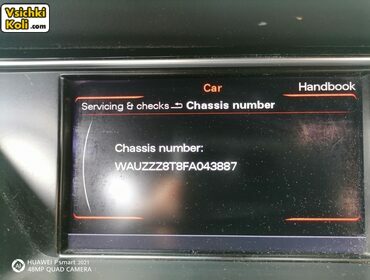 Vsichki
Koli.com
Car
Handbook
Servicing & checks Chassis number
Chassis number:
WAUZZZ8T8FA043887
HUAWEI P smart 2021
48MP QUAD CAMERA